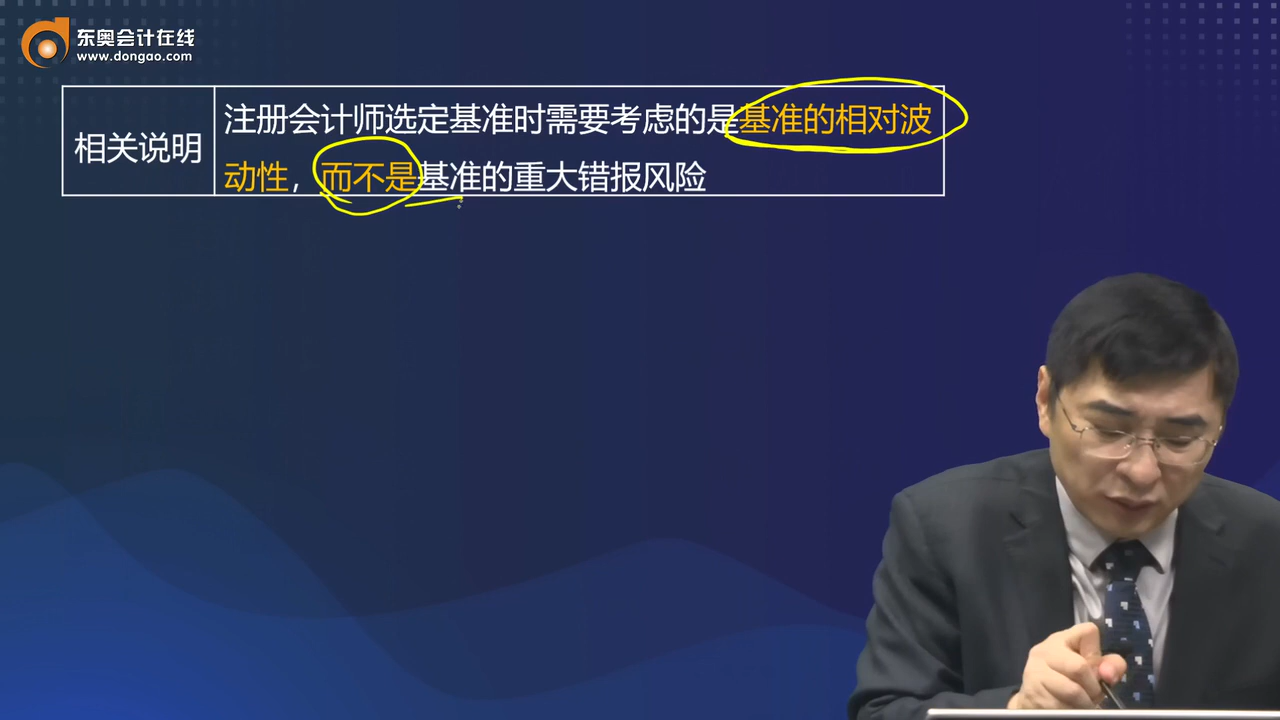 东奥会计在线
www.dongao.com
相关说明
注册会计师选定基准时需要考虑的是基准的相对波
动性，而不是基准的重大错报风险